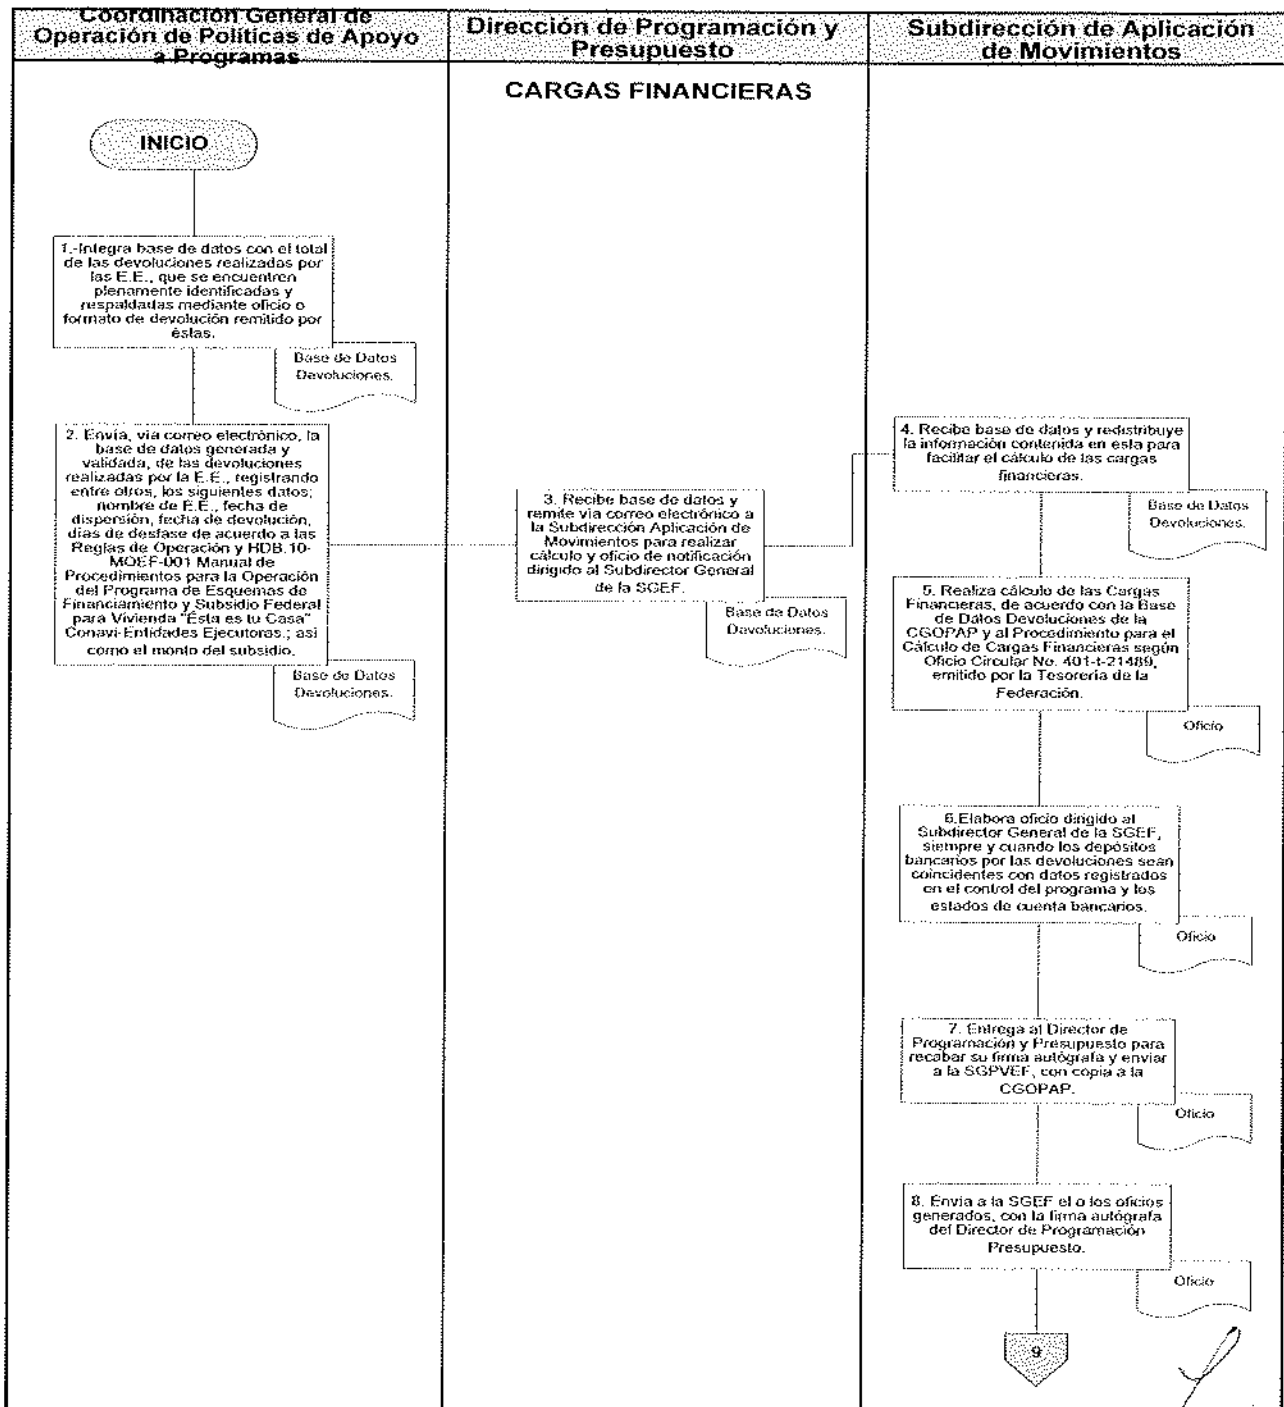 Coordinación General de
Operación de Políticas de Apoyo
a Programas
Dirección de Programación y
Presupuesto
Subdirección de Aplicación
de Movimientos
CARGAS FINANCIERAS
INICIO
1.-Integra base de datos con el total
de las devoluciones realizadas por
las E.E., que se encuentren
plenamente identificadas y
respaldadas mediante oficio o
formato de devolución remitido por
éstas.
Base de Datos
Devoluciones.
2. Envía, vía correo electrónico, la
base de datos generada y
validada, de las devoluciones
realizadas por la E.E., registrando
entre otros, los siguientes datos;
nombre de E.E., fecha de
dispersión, fecha de devolución,
días de desfase de acuerdo a las
Reglas de Operación y HDB.10-
MOEF-001 Manual de
Procedimientos para la Operación
del Programa de Esquemas de
Financiamiento y Subsidio Federal
para Vivienda "Ésta es tu Casa"
Conavi-Entidades Ejecutoras.; así
como el monto del subsidio.
Base de Datos
Devoluciones.
3. Recibe base de datos y
remite vía correo electrónico a
la Subdirección Aplicación de
Movimientos para realizar
cálculo y oficio de notificación
dirigido al Subdirector General
de la SGEF.
Base de Datos
Devoluciones.
4. Recibe base de datos y redistribuye
la información contenida en esta para
facilitar el cálculo de las cargas
financieras.
Base de Datos
Devoluciones.
5. Realiza cálculo de las Cargas
Financieras, de acuerdo con la Base
de Datos Devoluciones de la
CGOPAP y al Procedimiento para el
Cálculo de Cargas Financieras según
Oficio Circular No. 401-t-21489,
emitido por la Tesorería de la
Federación.
Oficio
6.Elabora oficio dirigido al
Subdirector General de la SGEF,
siempre y cuando los depósitos
bancarios por las devoluciones sean
coincidentes con datos registrados
en el control del programa y los
estados de cuenta bancarios.
Oficio
7. Entrega al Director de
Programación y Presupuesto para
recabar su firma autógrafa y enviar
a la SGPVEF, con copia a la
CGOPAP.
Oficio
8. Envía a la SGEF el o los oficios
generados, con la firma autógrafa
del Director de Programación
Presupuesto.
Oficio
9